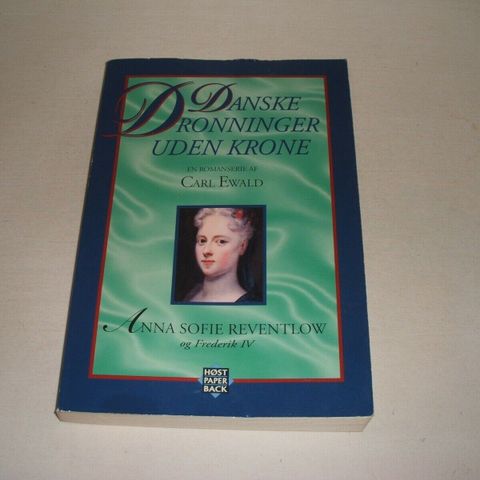 DANSKE
DRONNINGER
UDEN KRONE
EN ROMANSERIE AF
CARL EWALD
ANNA SOFIE REVENTLOW
og Frederik IV
HØST
PAPER
BACK